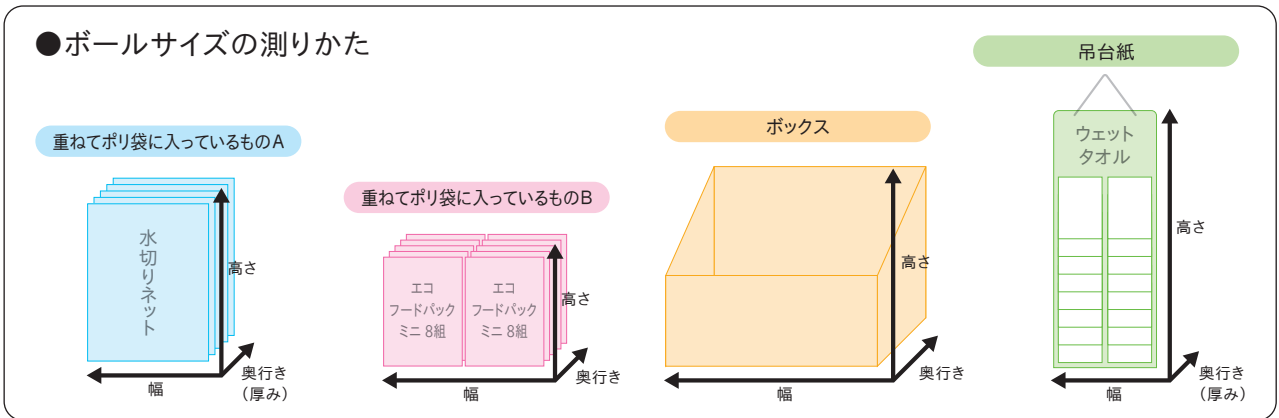 ●ボールサイズの測りかた
重ねてポリ袋に入っているものA
水切りネット
高さ
幅
奥行き
（厚み）
重ねてポリ袋に入っているものB
エコ
フードパック
ミニ 8組
エコ
フードパック
ミニ 8組
高さ
幅
奥行き
ボックス
高さ
幅
奥行き
吊台紙
ウェット
タオル
高さ
幅
奥行き
（厚み）